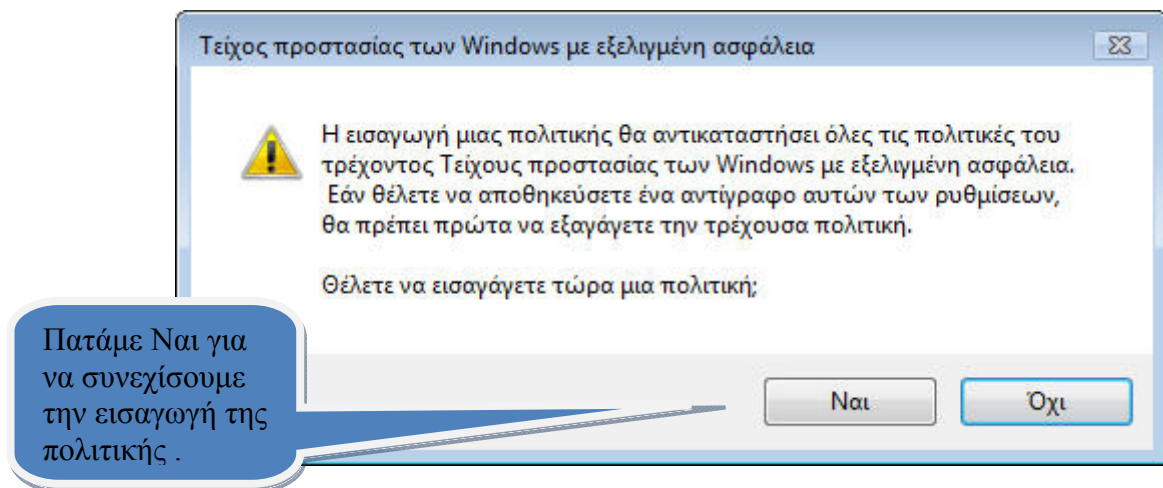 Τείχος προστασίας των Windows με εξελιγμένη ασφάλεια
Η εισαγωγή μιας πολιτικής θα αντικαταστήσει όλες τις πολιτικές του
τρέχοντος Τείχους προστασίας των Windows με εξελιγμένη ασφάλεια.
Εάν θέλετε να αποθηκεύσετε ένα αντίγραφο αυτών των ρυθμίσεων,
θα πρέπει πρώτα να εξαγάγετε την τρέχουσα πολιτική.
Θέλετε να εισαγάγετε τώρα μια πολιτική;
Πατάμε Ναι για
να συνεχίσουμε
την εισαγωγή της
πολιτικής .
Ναι
Όχι